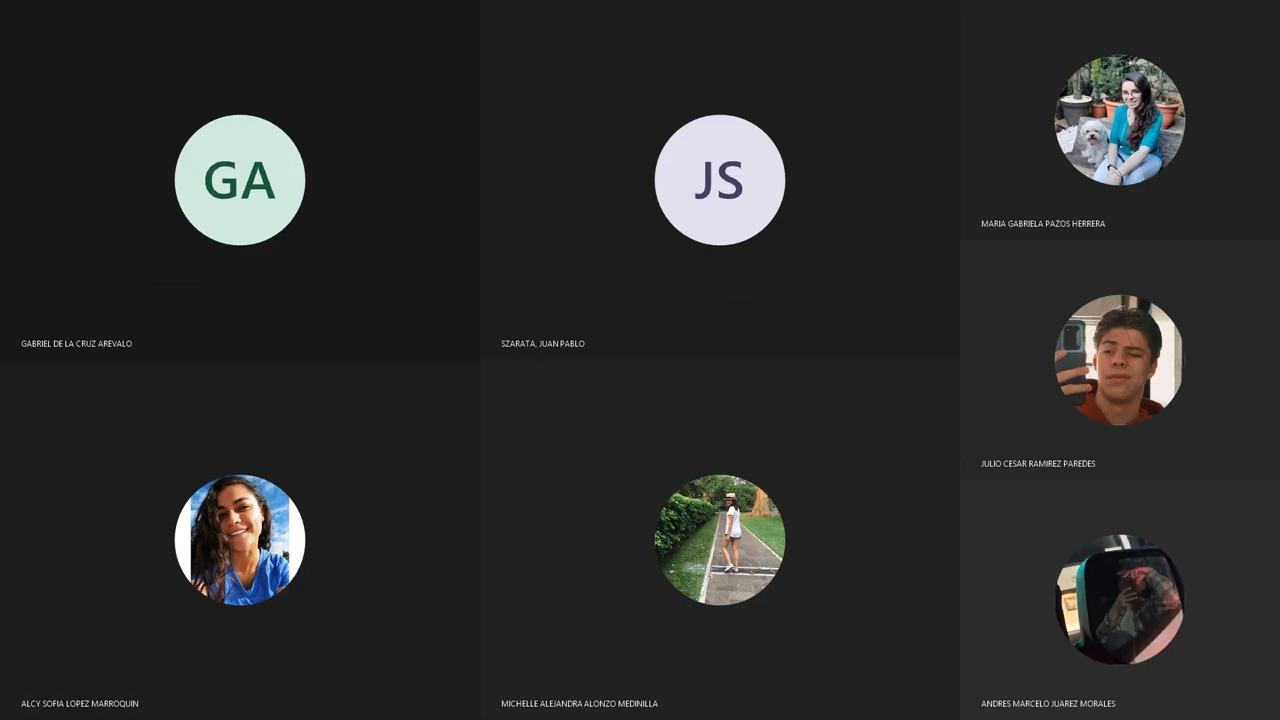 GA
GABRIEL DE LA CRUZ AREVALO
JS
SZARATA, JUAN PABLO
MARIA GABRIELA PAZOS HERRERA
JULIO CESAR RAMIREZ PAREDES
ALCY SOFIA LOPEZ MARROQUIN
MICHELLE ALEJANDRA ALONZO MEDINILLA
ANDRES MARCELO JUAREZ MORALES